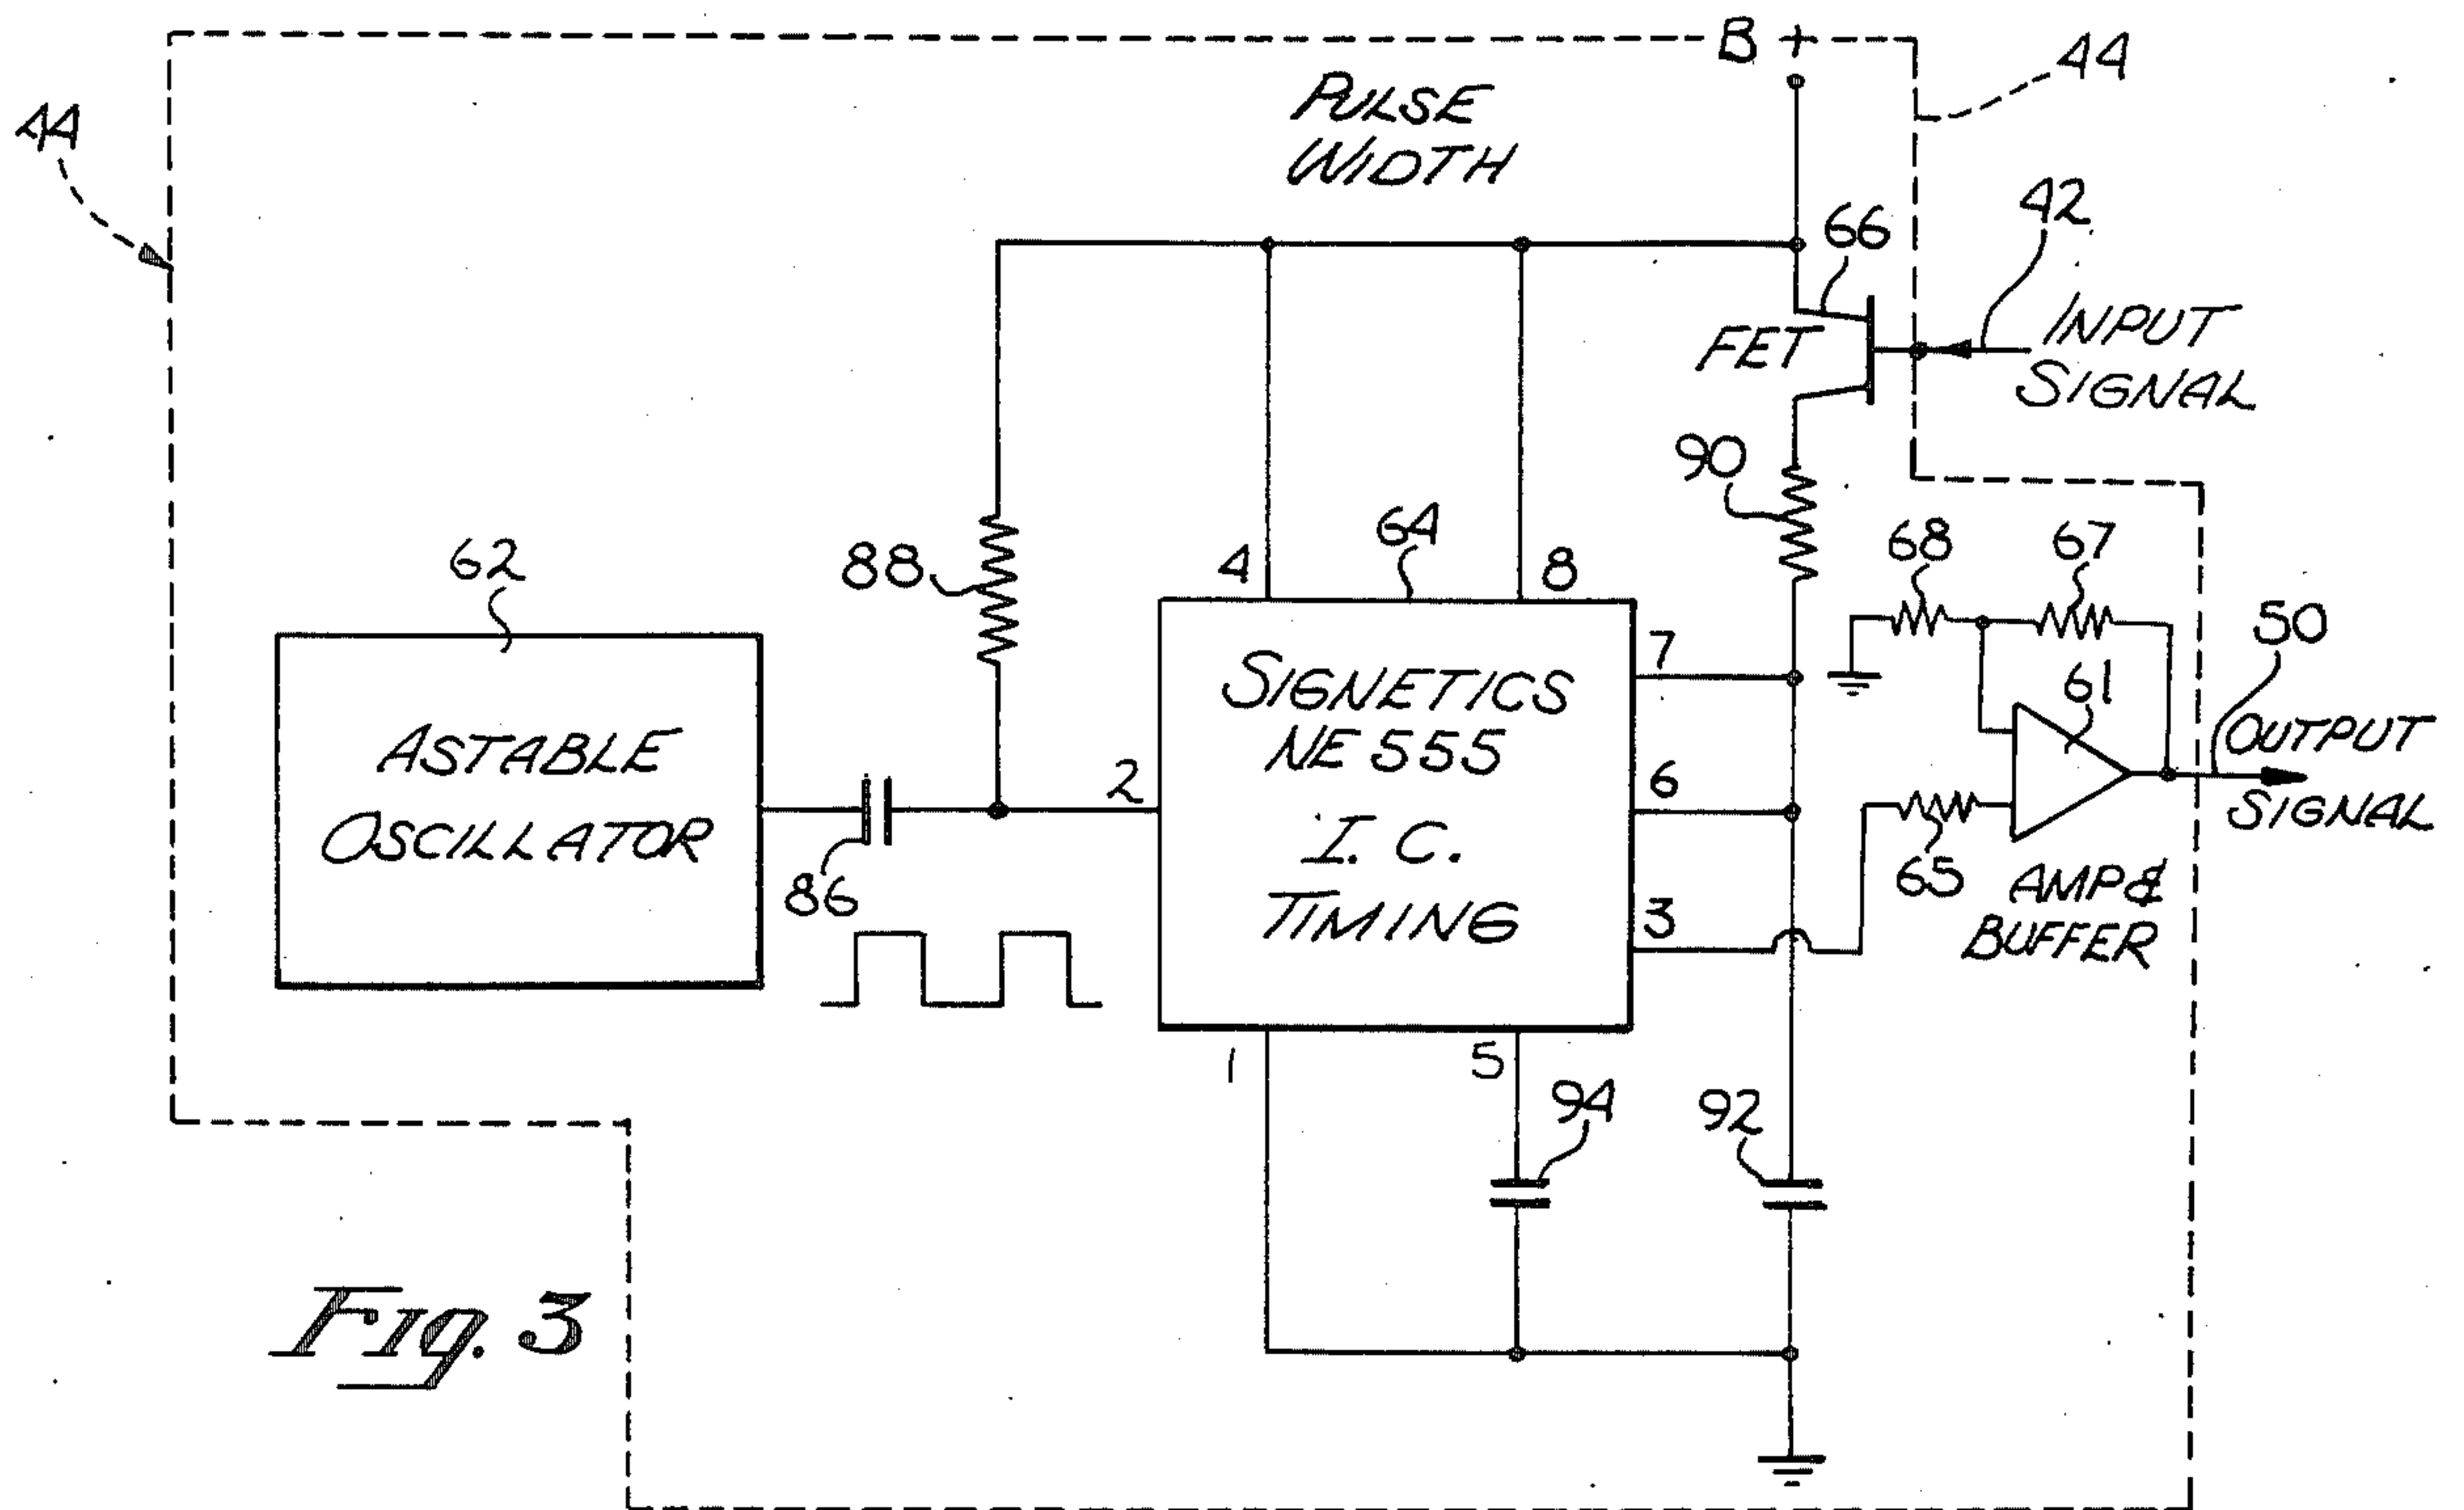 B +
44
44
PULSE
WIDTH
42
66
INPUT
SIGNAL
FET
90
64
68
67
62
88
4
8
50
7
61
SIGNETICS
NE 555
I. C.
TIMING
OUTPUT
SIGNAL
ASTABLE
OSCILLATOR
2
6
86
65
AMP &
BUFFER
3
1
5
94
92
Fig. 3